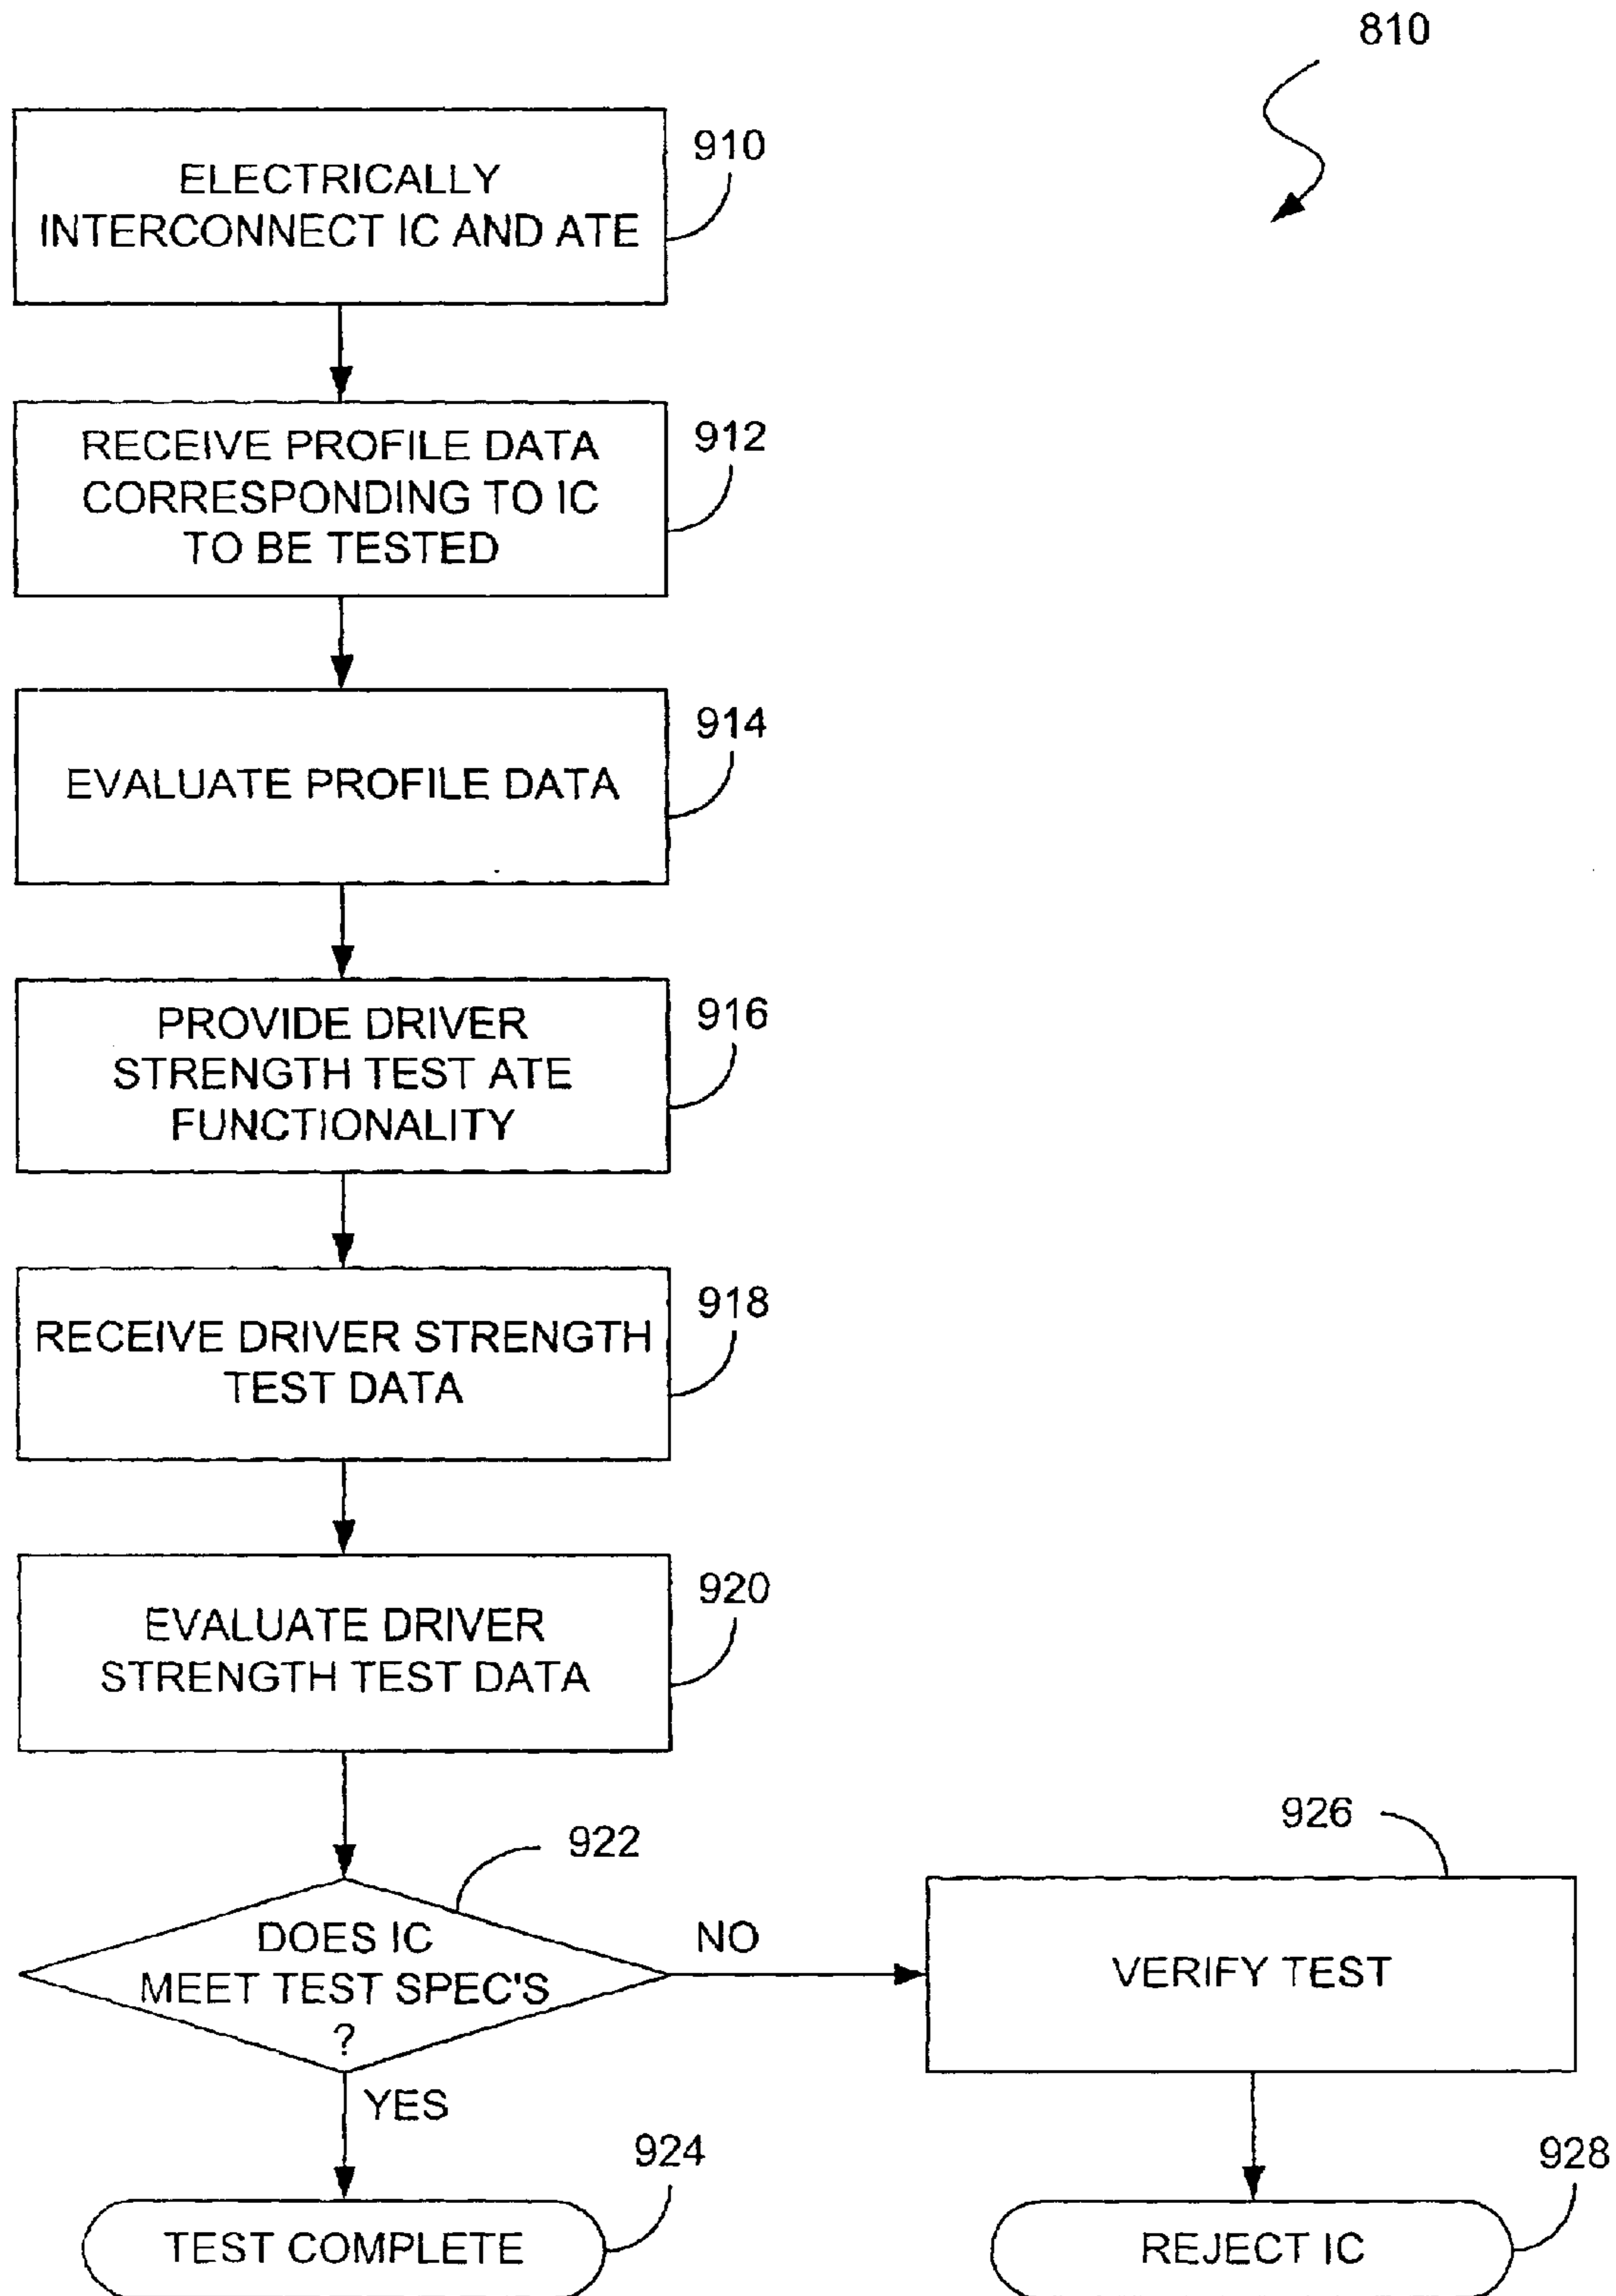 810
910
ELECTRICALLY
INTERCONNECT IC AND ATE
912
RECEIVE PROFILE DATA
CORRESPONDING TO IC
TO BE TESTED
914
EVALUATE PROFILE DATA
916
PROVIDE DRIVER
STRENGTH TEST ATE
FUNCTIONALITY
918
RECEIVE DRIVER STRENGTH
TEST DATA
920
EVALUATE DRIVER
STRENGTH TEST DATA
922
DOES IC
MEET TEST SPEC'S
?
NO
926
VERIFY TEST
YES
924
TEST COMPLETE
928
REJECT IC